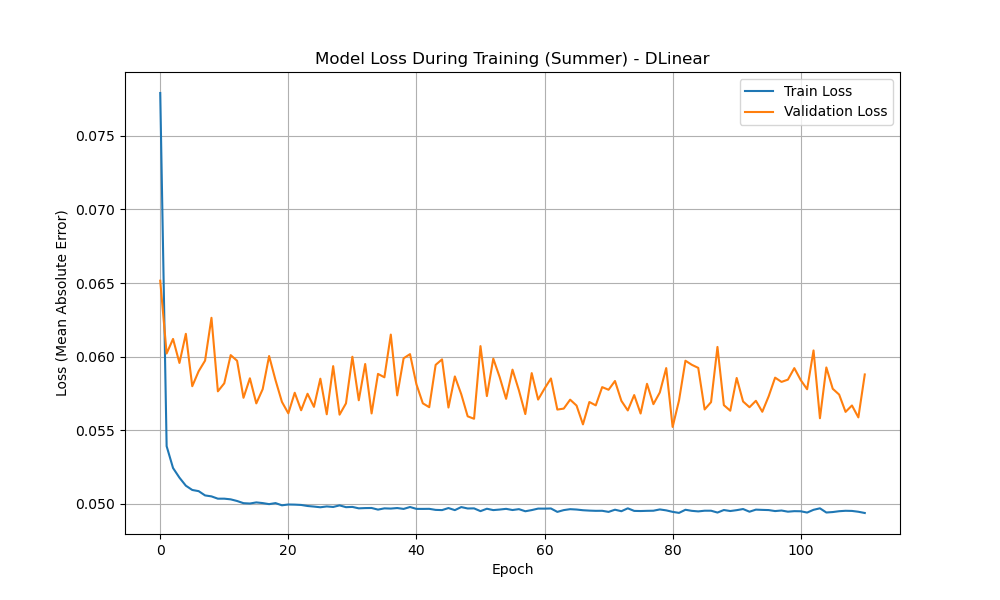 Model Loss During Training (Summer) - DLinear
Train Loss
Validation Loss
Loss (Mean Absolute Error)
0.075
0.070
0.065
0.060
0.055
0.050
0
20
40
60
80
100
Epoch